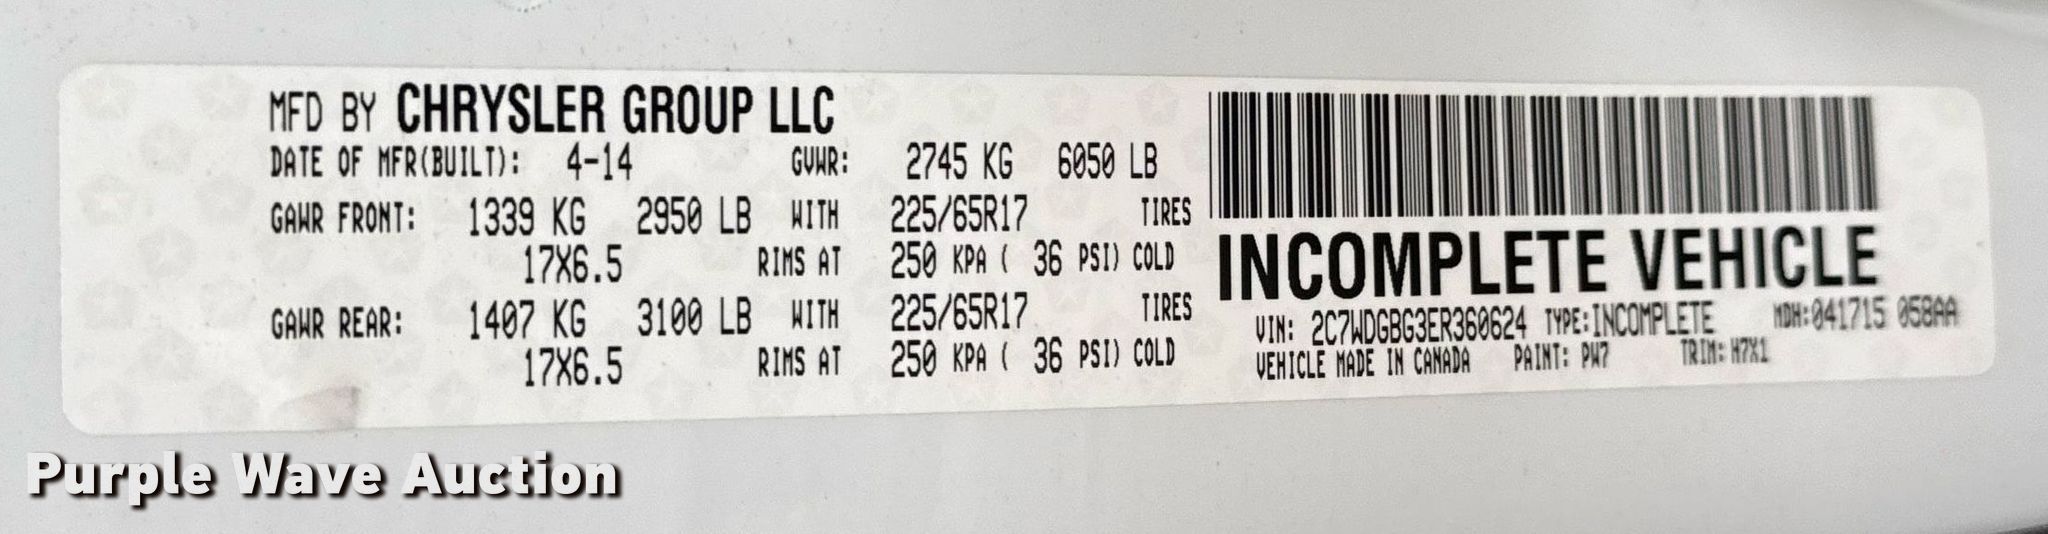 MFD BY CHRYSLER GROUP LLC
DATE OF MFR(BUILT): 4-14 GVWR: 2745 KG 6050 LB
GAWR FRONT: 1339 KG 2950 LB WITH 225/65R17 TIRES
17X6.5 RIMS AT 250 KPA ( 36 PSI) COLD
GAWR REAR: 1407 KG 3100 LB WITH 225/65R17 TIRES
17X6.5 RIMS AT 250 KPA ( 36 PSI) COLD
INCOMPLETE VEHICLE
VIN: 2C7WDGBG3ER360624 TYPE:INCOMPLETE MDH:041715 058AA
VEHICLE MADE IN CANADA PAINT: PW7 TRIM: H7X1
Purple Wave Auction